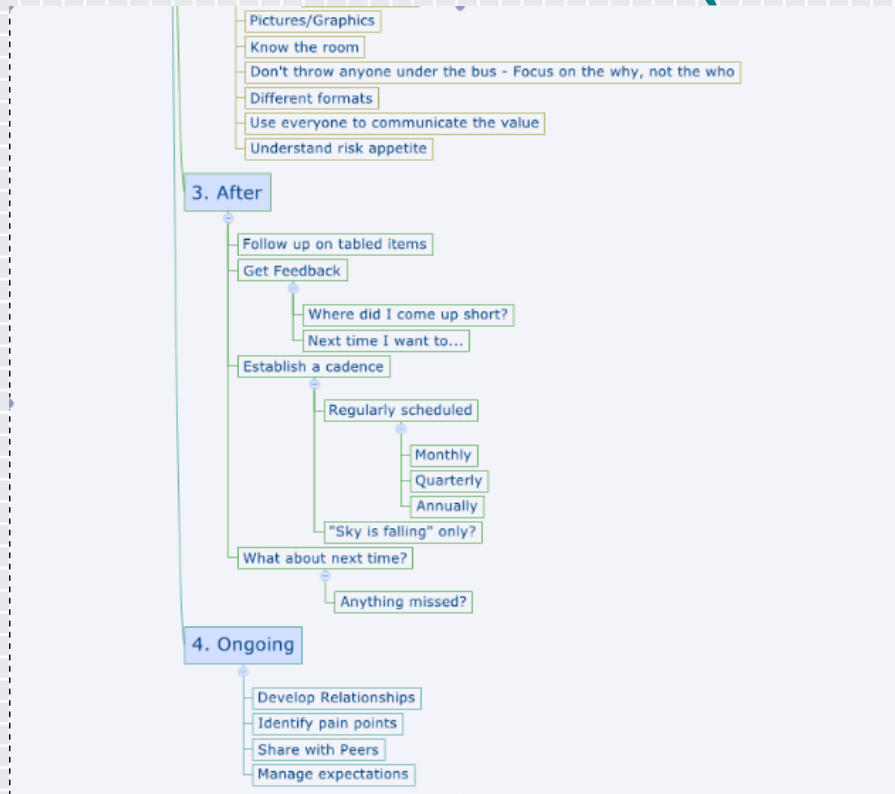 Pictures/Graphics
Know the room
Don't throw anyone under the bus - Focus on the why, not the who
Different formats
Use everyone to communicate the value
Understand risk appetite
3. After
Follow up on tabled items
Get Feedback
Where did I come up short?
Next time I want to...
Establish a cadence
Regularly scheduled
Monthly
Quarterly
Annually
"Sky is falling" only?
What about next time?
Anything missed?
4. Ongoing
Develop Relationships
Identify pain points
Share with Peers
Manage expectations